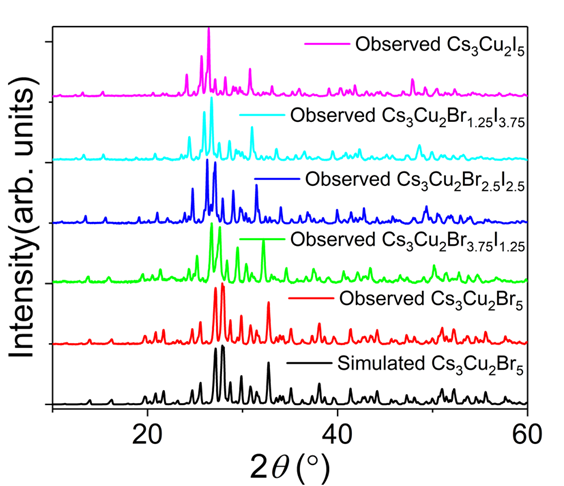 Observed Cs3Cu2I5
Observed Cs3Cu2Br1.25I3.75
Observed Cs3Cu2Br2.5I2.5
Observed Cs3Cu2Br3.75I1.25
Observed Cs3Cu2Br5
Simulated Cs3Cu2Br5
Intensity(arb. units)
20 40 60
2θ (°)